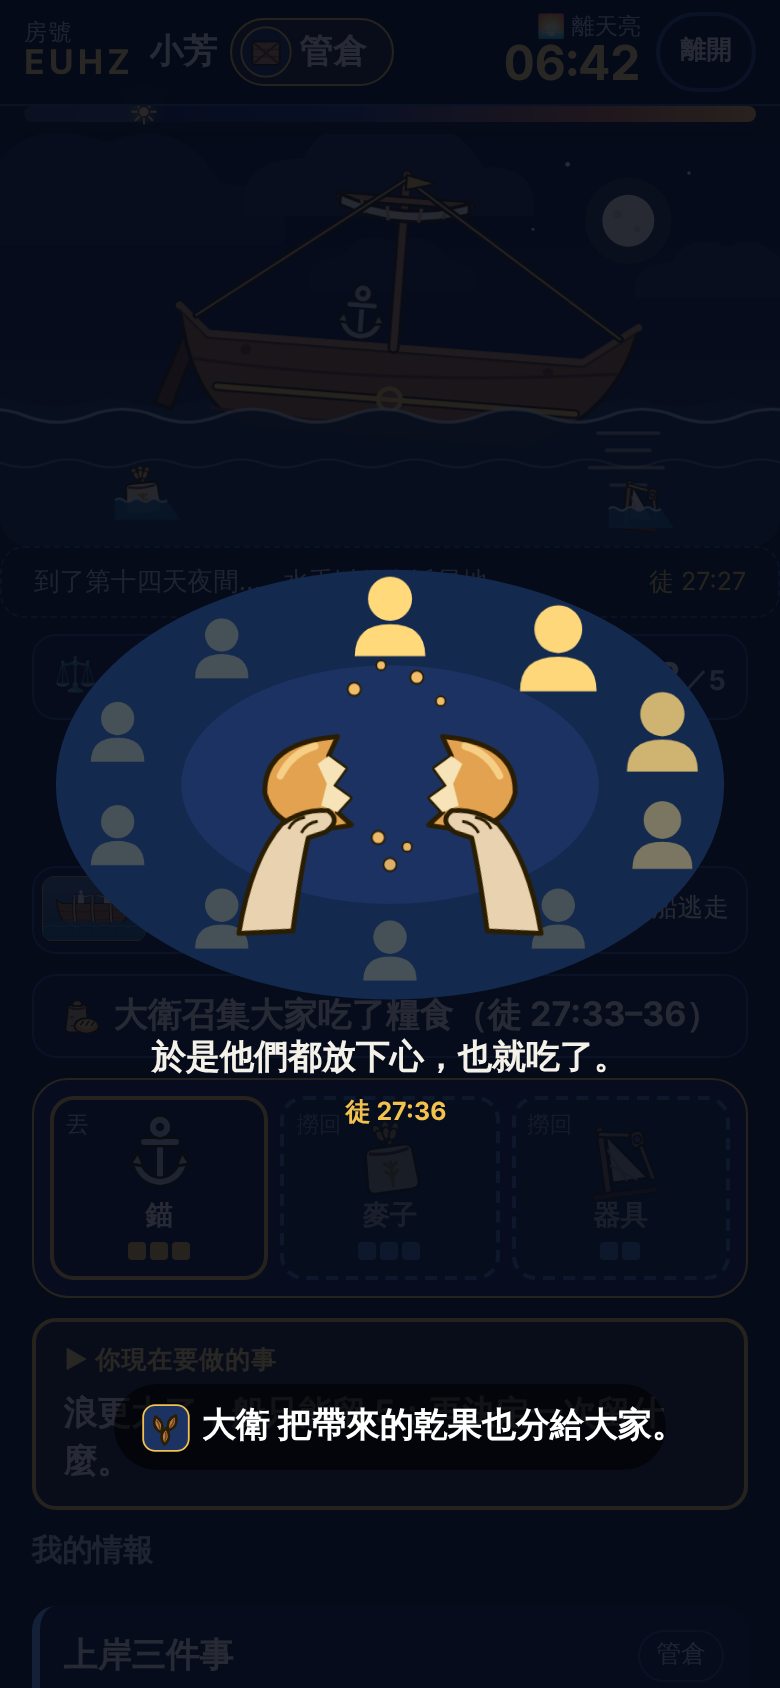 房號
EUHZ
小芳
管倉
離天亮
06:42
離開
到了第十四天夜間…
徒 27:27
／5
船逃走
大衛召集大家吃了糧食（徒 27:33–36）
於是他們都放下心，也就吃了。
徒 27:36
丟
錨
撈回
麥子
撈回
器具
▶ 你現在要做的事
浪更
麼。
大衛 把帶來的乾果也分給大家。
我的情報
上岸三件事
管倉